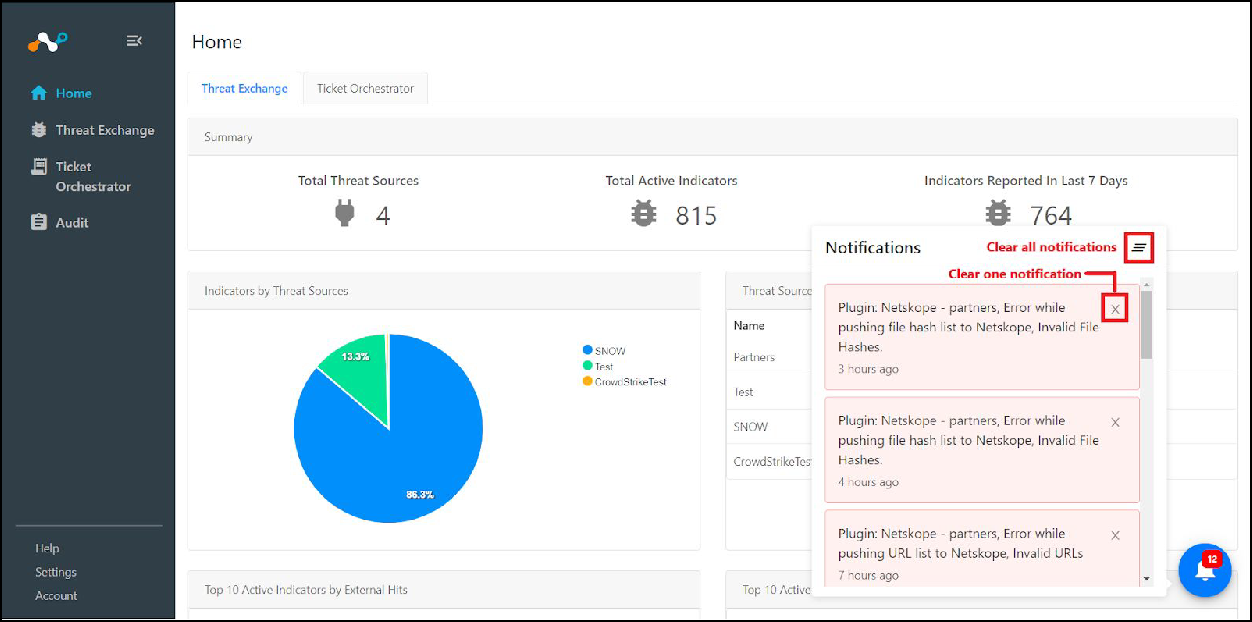 Home
Threat Exchange
Ticket
Orchestrator
Audit
Help
Settings
Account
Home
Threat Exchange
Ticket Orchestrator
Summary
Total Threat Sources
4
Total Active Indicators
815
Indicators Reported In Last 7 Days
764
Indicators by Threat Sources
13.3%
86.3%
SNOW
Test
CrowdStrikeTest
Threat Source
Name
Partners
Test
SNOW
CrowdStrikeTest
Top 10 Active Indicators by External Hits
Top 10 Active
Notifications
Clear all notifications
Clear one notification
Plugin: Netskope - partners, Error while
pushing file hash list to Netskope, Invalid File
Hashes.
3 hours ago
X
Plugin: Netskope - partners, Error while
pushing file hash list to Netskope, Invalid File
Hashes.
4 hours ago
X
Plugin: Netskope - partners, Error while
pushing URL list to Netskope, Invalid URLs
7 hours ago
X
12